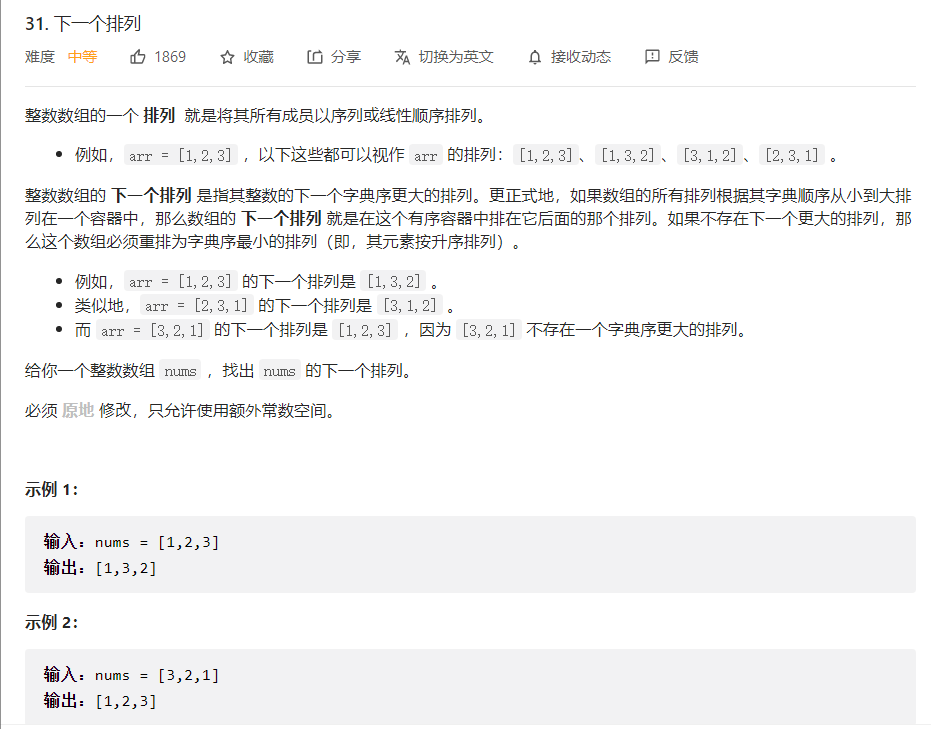 31. 下一个排列
难度 中等 1869 收藏 分享 切换为英文 接收动态 反馈
整数数组的一个 排列 就是将其所有成员以序列或线性顺序排列。
• 例如，arr = [1,2,3] ，以下这些都可以视作 arr 的排列：[1,2,3]、[1,3,2]、[3,1,2]、[2,3,1] 。
整数数组的 下一个排列 是指其整数的下一个字典序更大的排列。更正式地，如果数组的所有排列根据其字典顺序从小到大排
列在一个容器中，那么数组的 下一个排列 就是在这个有序容器中排在它后面的那个排列。如果不存在下一个更大的排列，那
么这个数组必须重排为字典序最小的排列（即，其元素按升序排列）。
• 例如，arr = [1,2,3] 的下一个排列是 [1,3,2] 。
• 类似地，arr = [2,3,1] 的下一个排列是 [3,1,2] 。
• 而 arr = [3,2,1] 的下一个排列是 [1,2,3] ，因为 [3,2,1] 不存在一个字典序更大的排列。
给你一个整数数组 nums ，找出 nums 的下一个排列。
必须 原地 修改，只允许使用额外常数空间。
示例 1：
输入：nums = [1,2,3]
输出：[1,3,2]
示例 2：
输入：nums = [3,2,1]
输出：[1,2,3]